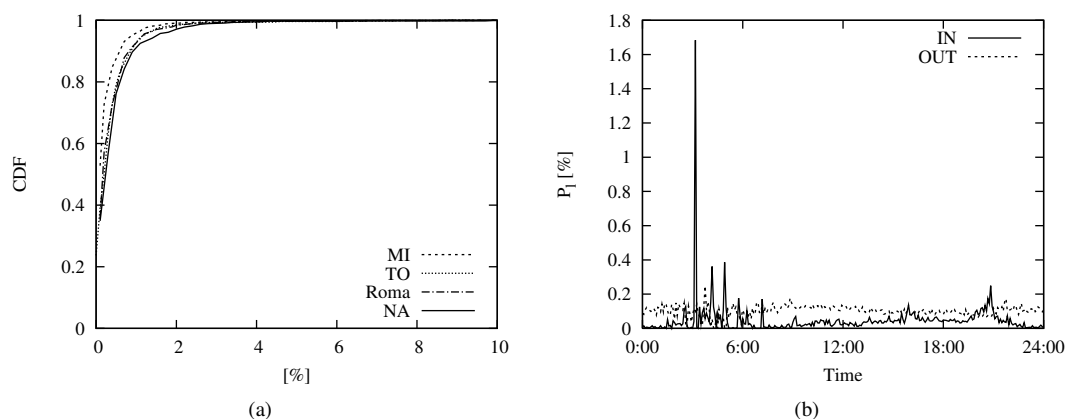 CDF
1
0.8
0.6
0.4
0.2
0
0 2 4 6 8 10
[%]
MI
TO
Roma
NA
(a)
P_l [%]
1.8
1.6
1.4
1.2
1
0.8
0.6
0.4
0.2
0
0:00 6:00 12:00 18:00 24:00
Time
IN
OUT
(b)